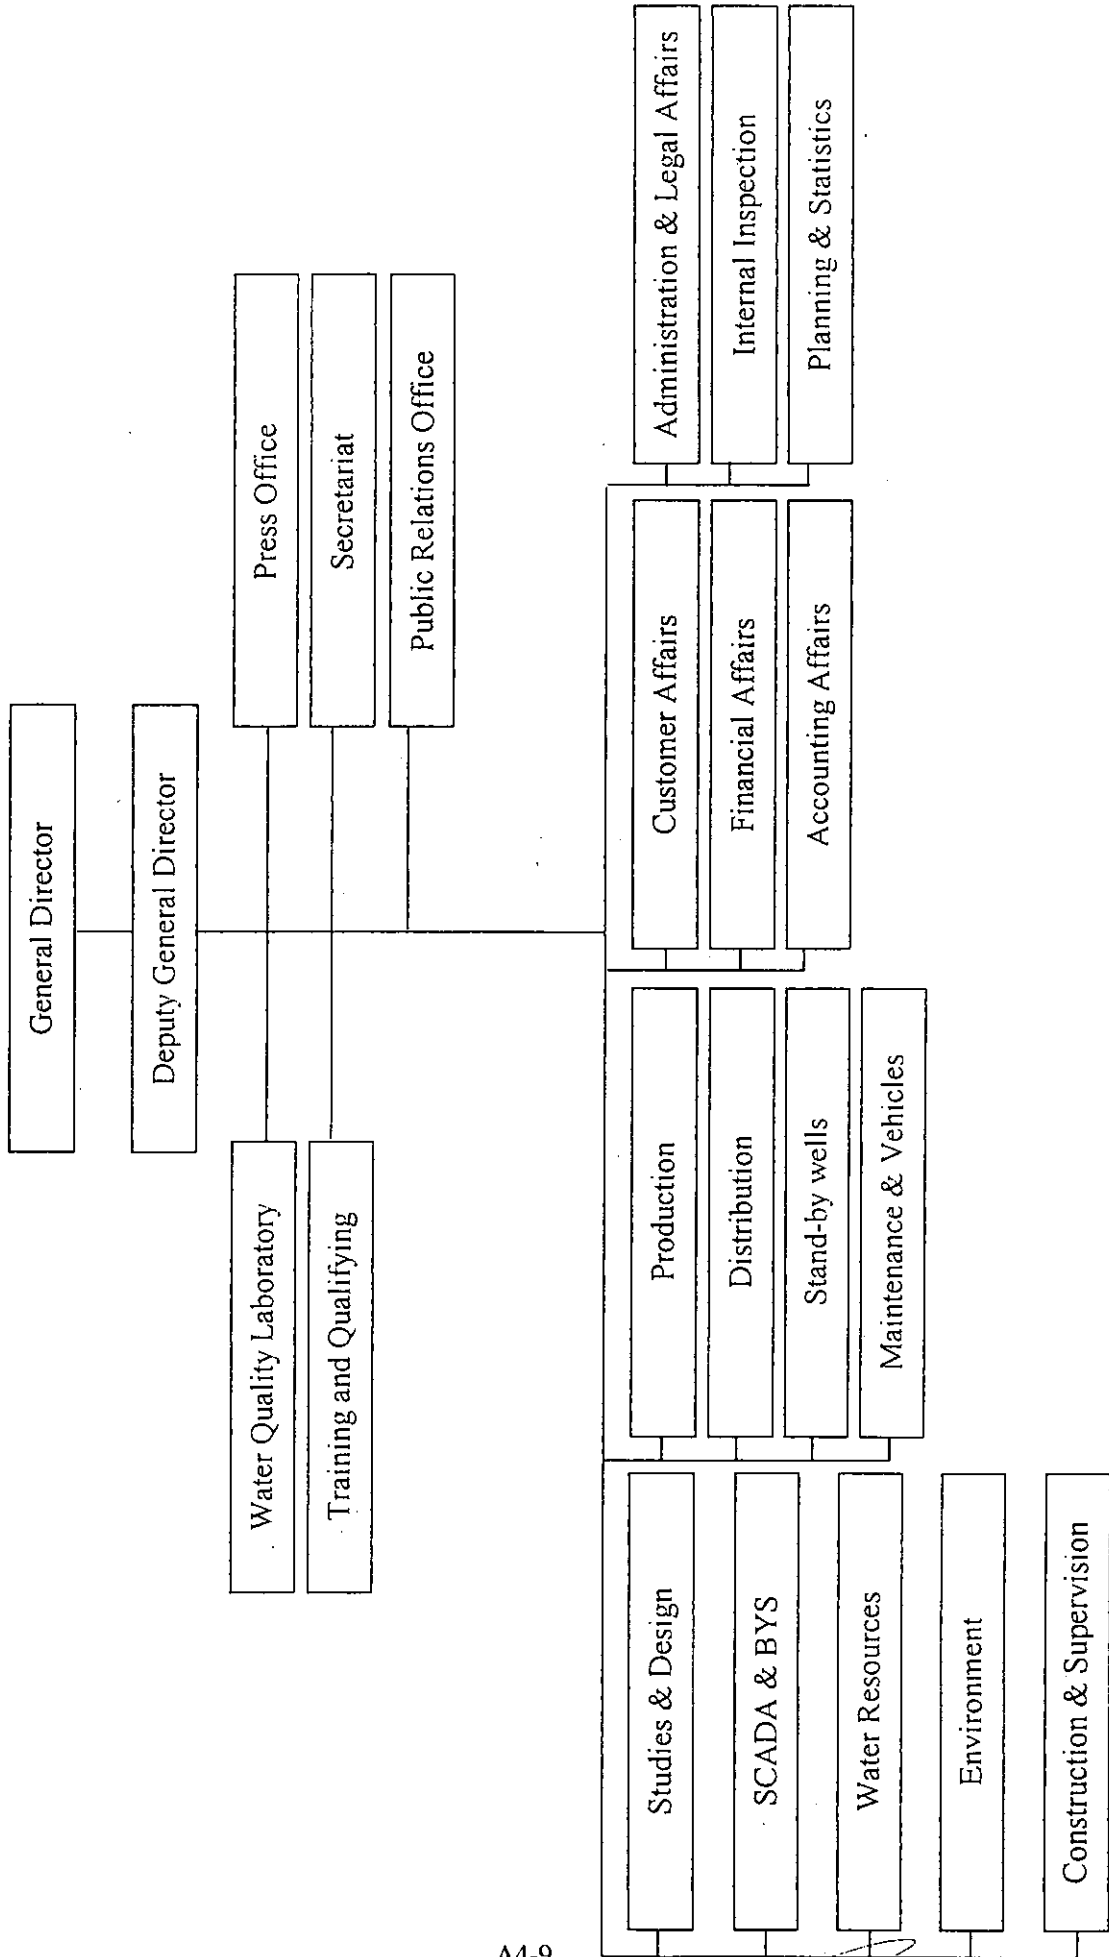 General Director
Deputy General Director
Water Quality Laboratory
Training and Qualifying
Press Office
Secretariat
Public Relations Office
Studies & Design
SCADA & BYS
Water Resources
Environment
Construction & Supervision
Production
Distribution
Stand-by wells
Maintenance & Vehicles
Customer Affairs
Financial Affairs
Accounting Affairs
Administration & Legal Affairs
Internal Inspection
Planning & Statistics
A4-9